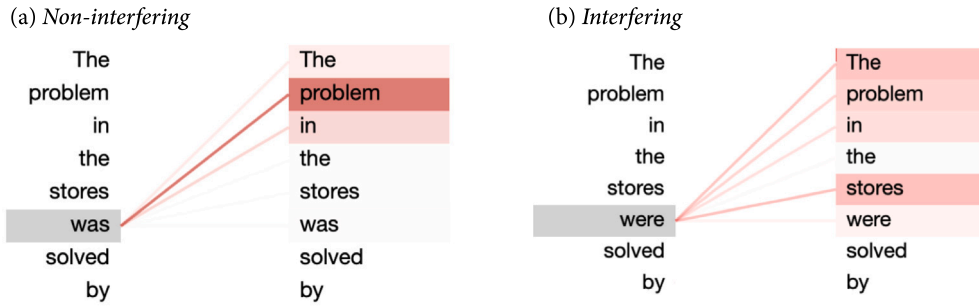 (a) Non-interfering
The The
problem problem
in in
the the
stores stores
was was
solved solved
by by
(b) Interfering
The The
problem problem
in in
the the
stores stores
were were
solved solved
by by